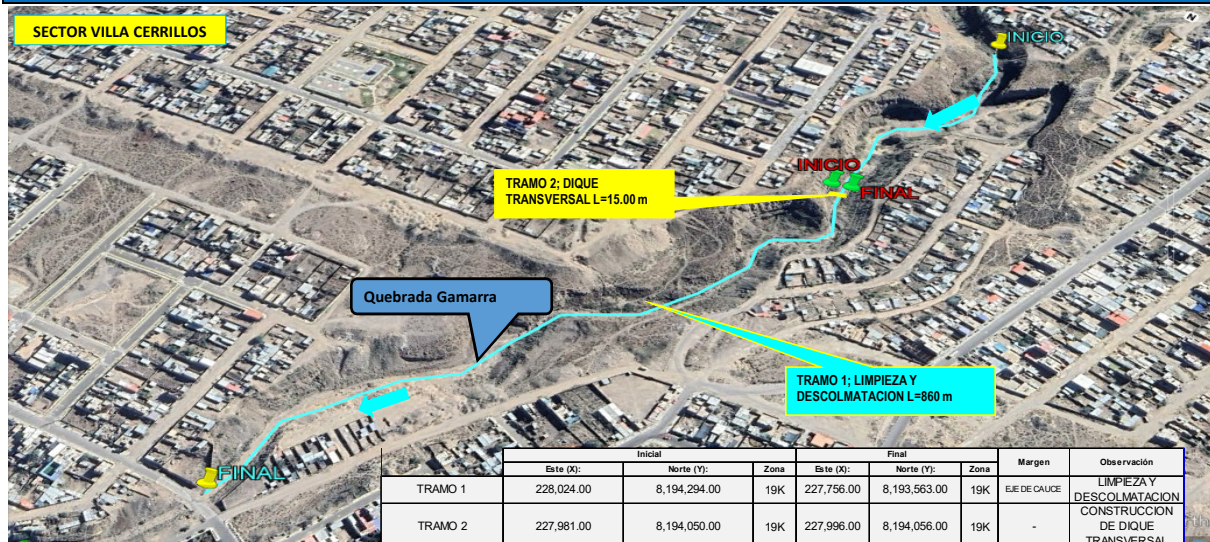 SECTOR VILLA CERRILLOS
INICIO
INICIO
FINAL
TRAMO 2; DIQUE
TRANSVERSAL L=15.00 m
Quebrada Gamarra
TRAMO 1; LIMPIEZA Y
DESCOLMATACION L=860 m
FINAL
Inicial Final Margen Observación
Este (X): Norte (Y): Zona Este (X): Norte (Y): Zona
TRAMO 1 228,024.00 8,194,294.00 19K 227,756.00 8,193,563.00 19K EJE DE CAUCE LIMPIEZA Y
DESCOLMATACION
TRAMO 2 227,981.00 8,194,050.00 19K 227,996.00 8,194,056.00 19K - CONSTRUCCION
DE DIQUE
TRANSVERSAL